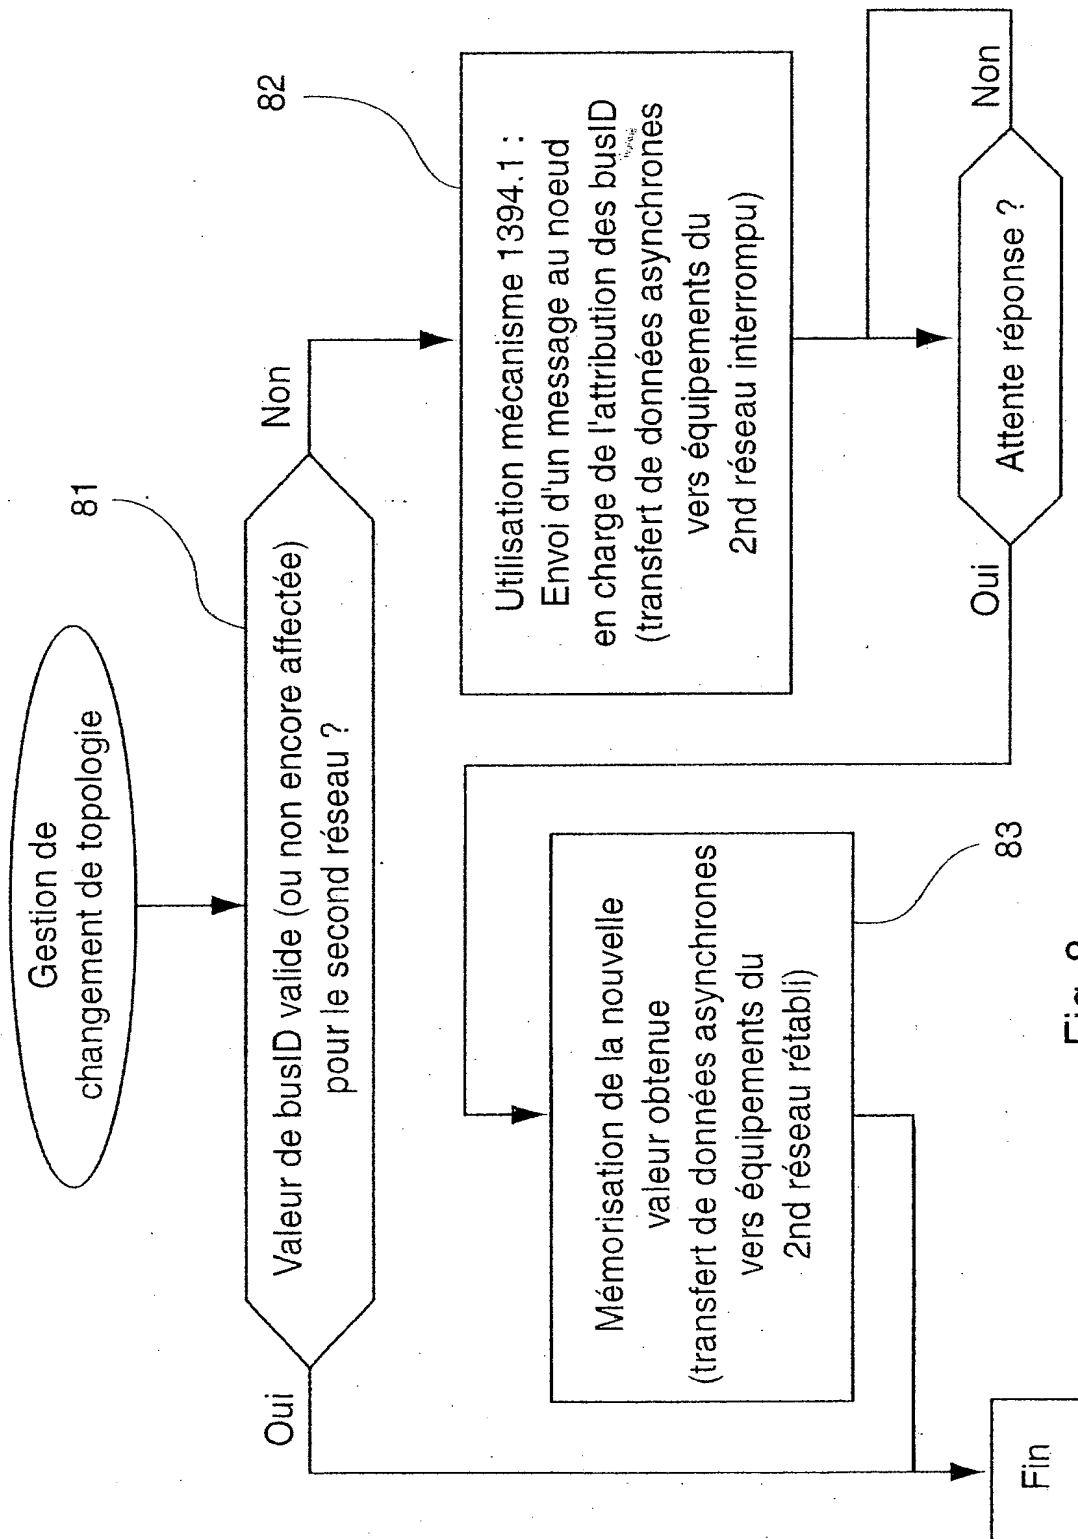 Gestion de
changement de topologie
81
Valeur de busID valide (ou non encore affectée)
pour le second réseau ?
Oui
Non
82
Utilisation mécanisme 1394.1 :
Envoi d'un message au noeud
en charge de l'attribution des busID
(transfert de données asynchrones
vers équipements du
2nd réseau interrompu)
Attente réponse ?
Oui
Non
Mémorisation de la nouvelle
valeur obtenue
(transfert de données asynchrones
vers équipements du
2nd réseau rétabli)
83
Fin